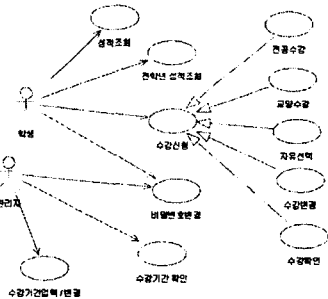 성적조회
전공수강
전학년 성적조회
교양수강
학생
수강신청
자유선택
수강변경
관리자
비밀번호변경
수강확인
수강기간 확인
수강기간입력/변경